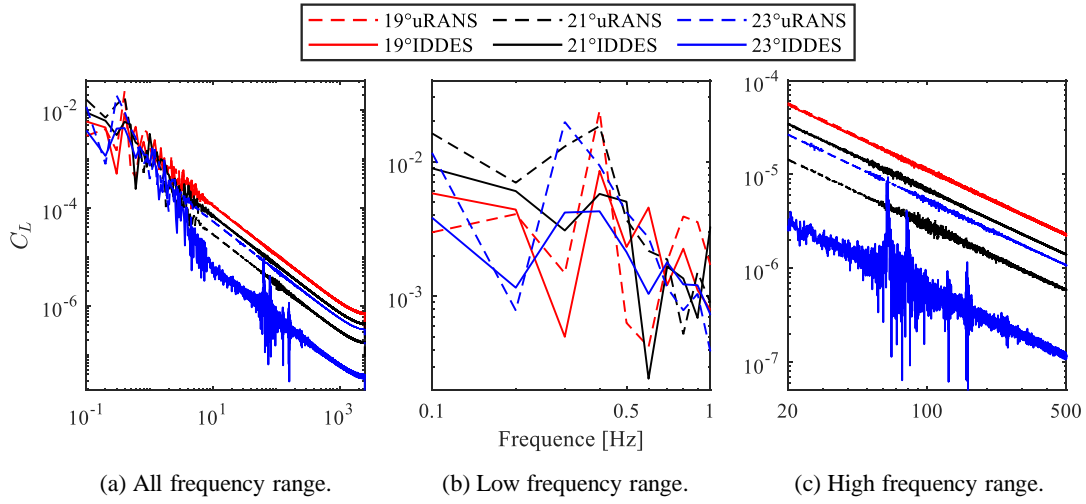 19°uRANS 21°uRANS 23°uRANS
19°IDDES 21°IDDES 23°IDDES
C_L
10^-2
10^-4
10^-6
10^-1 10^1 10^3
10^-2
10^-3
0.1 0.5 1
Frequence [Hz]
10^-4
10^-5
10^-6
10^-7
20 100 500
(a) All frequency range. (b) Low frequency range. (c) High frequency range.